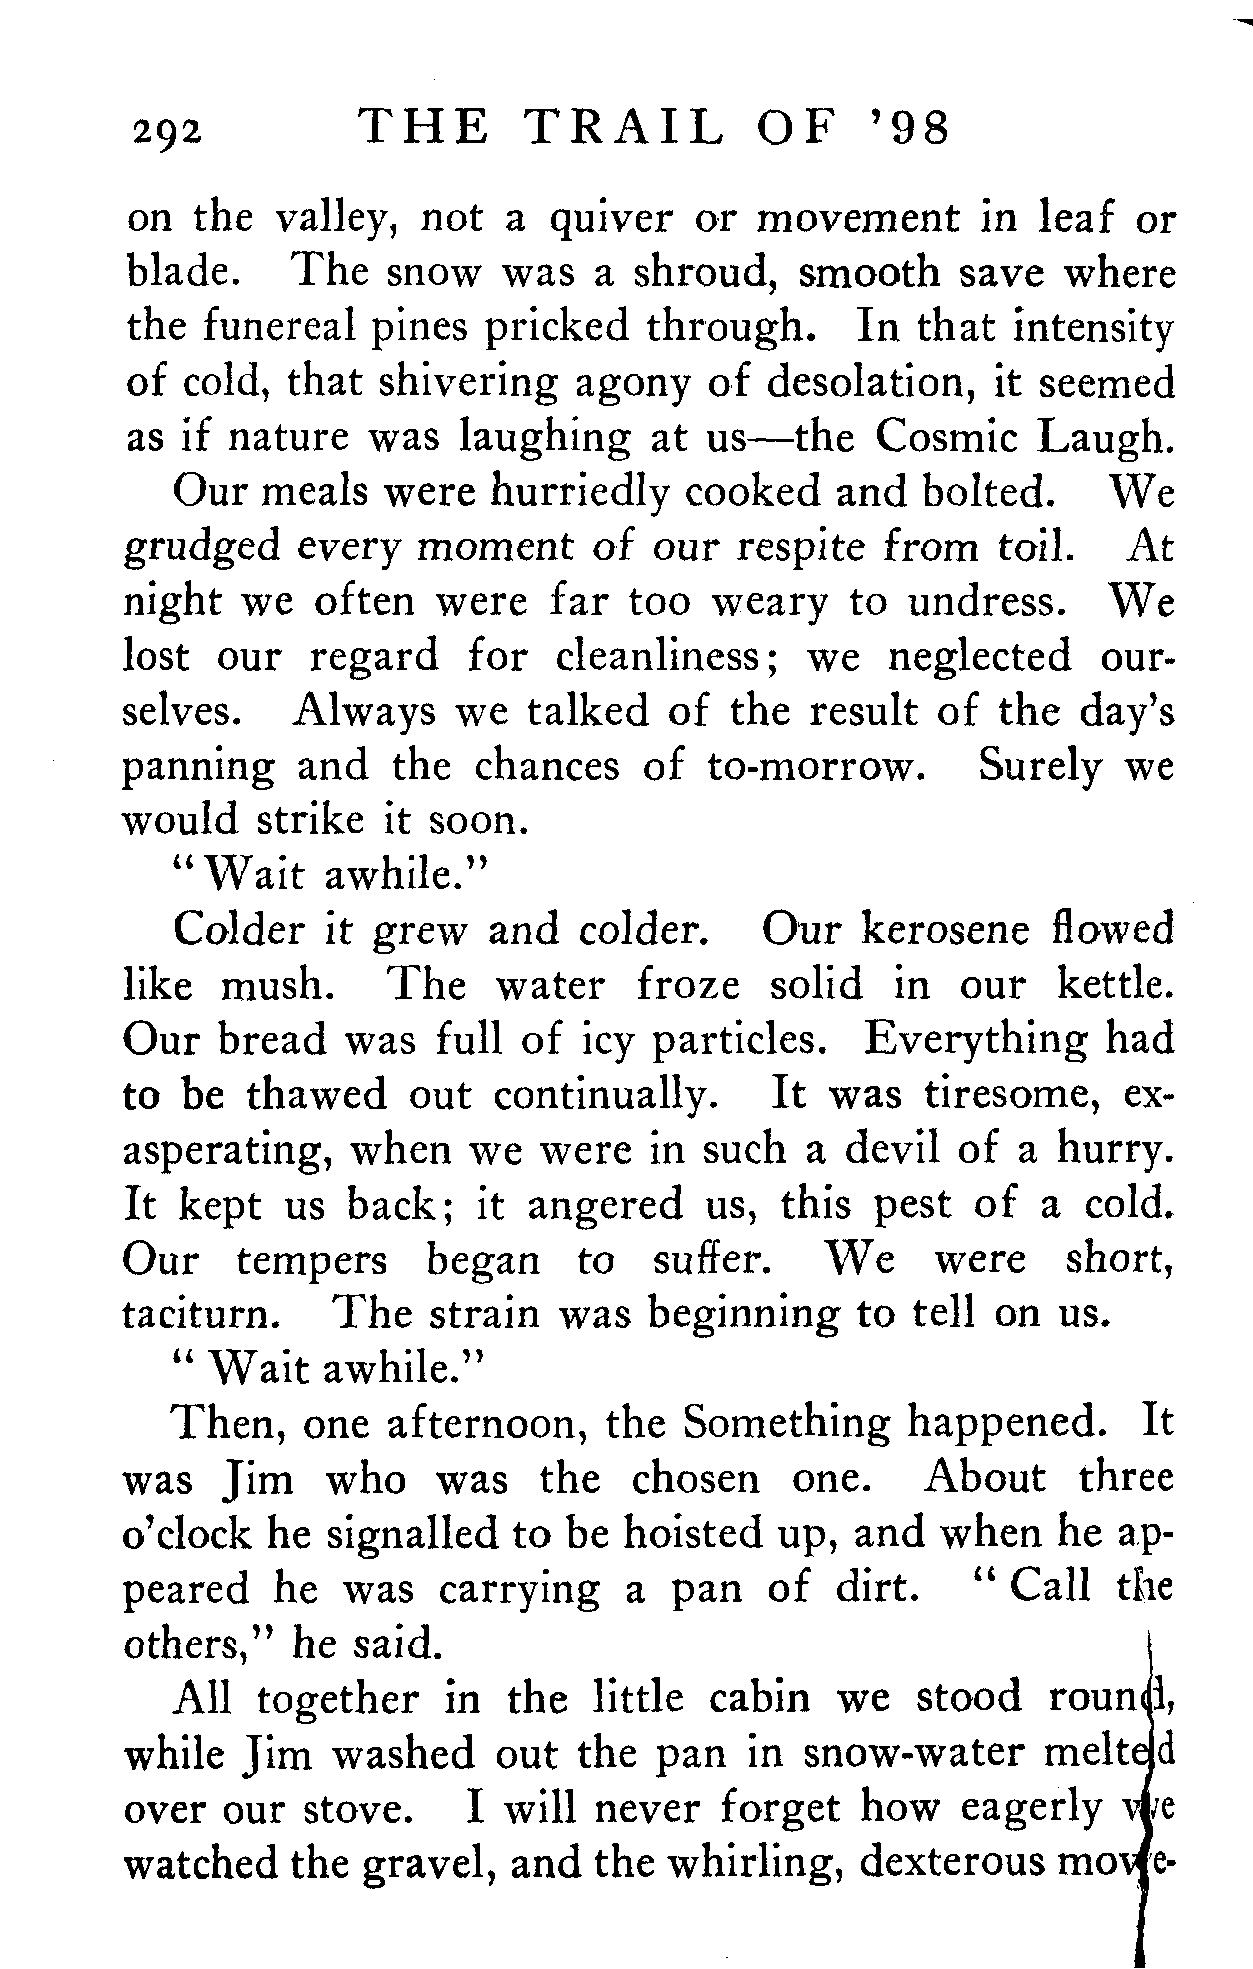 292 THE TRAIL OF '98
on the valley, not a quiver or movement in leaf or
blade. The snow was a shroud, smooth save where
the funereal pines pricked through. In that intensity
of cold, that shivering agony of desolation, it seemed
as if nature was laughing at us—the Cosmic Laugh.
Our meals were hurriedly cooked and bolted. We
grudged every moment of our respite from toil. At
night we often were far too weary to undress. We
lost our regard for cleanliness; we neglected our-
selves. Always we talked of the result of the day's
panning and the chances of to-morrow. Surely we
would strike it soon.
" Wait awhile."
Colder it grew and colder. Our kerosene flowed
like mush. The water froze solid in our kettle.
Our bread was full of icy particles. Everything had
to be thawed out continually. It was tiresome, ex-
asperating, when we were in such a devil of a hurry.
It kept us back; it angered us, this pest of a cold.
Our tempers began to suffer. We were short,
taciturn. The strain was beginning to tell on us.
" Wait awhile."
Then, one afternoon, the Something happened. It
was Jim who was the chosen one. About three
o'clock he signalled to be hoisted up, and when he ap-
peared he was carrying a pan of dirt. " Call the
others," he said.
All together in the little cabin we stood round,
while Jim washed out the pan in snow-water melted
over our stove. I will never forget how eagerly we
watched the gravel, and the whirling, dexterous move-